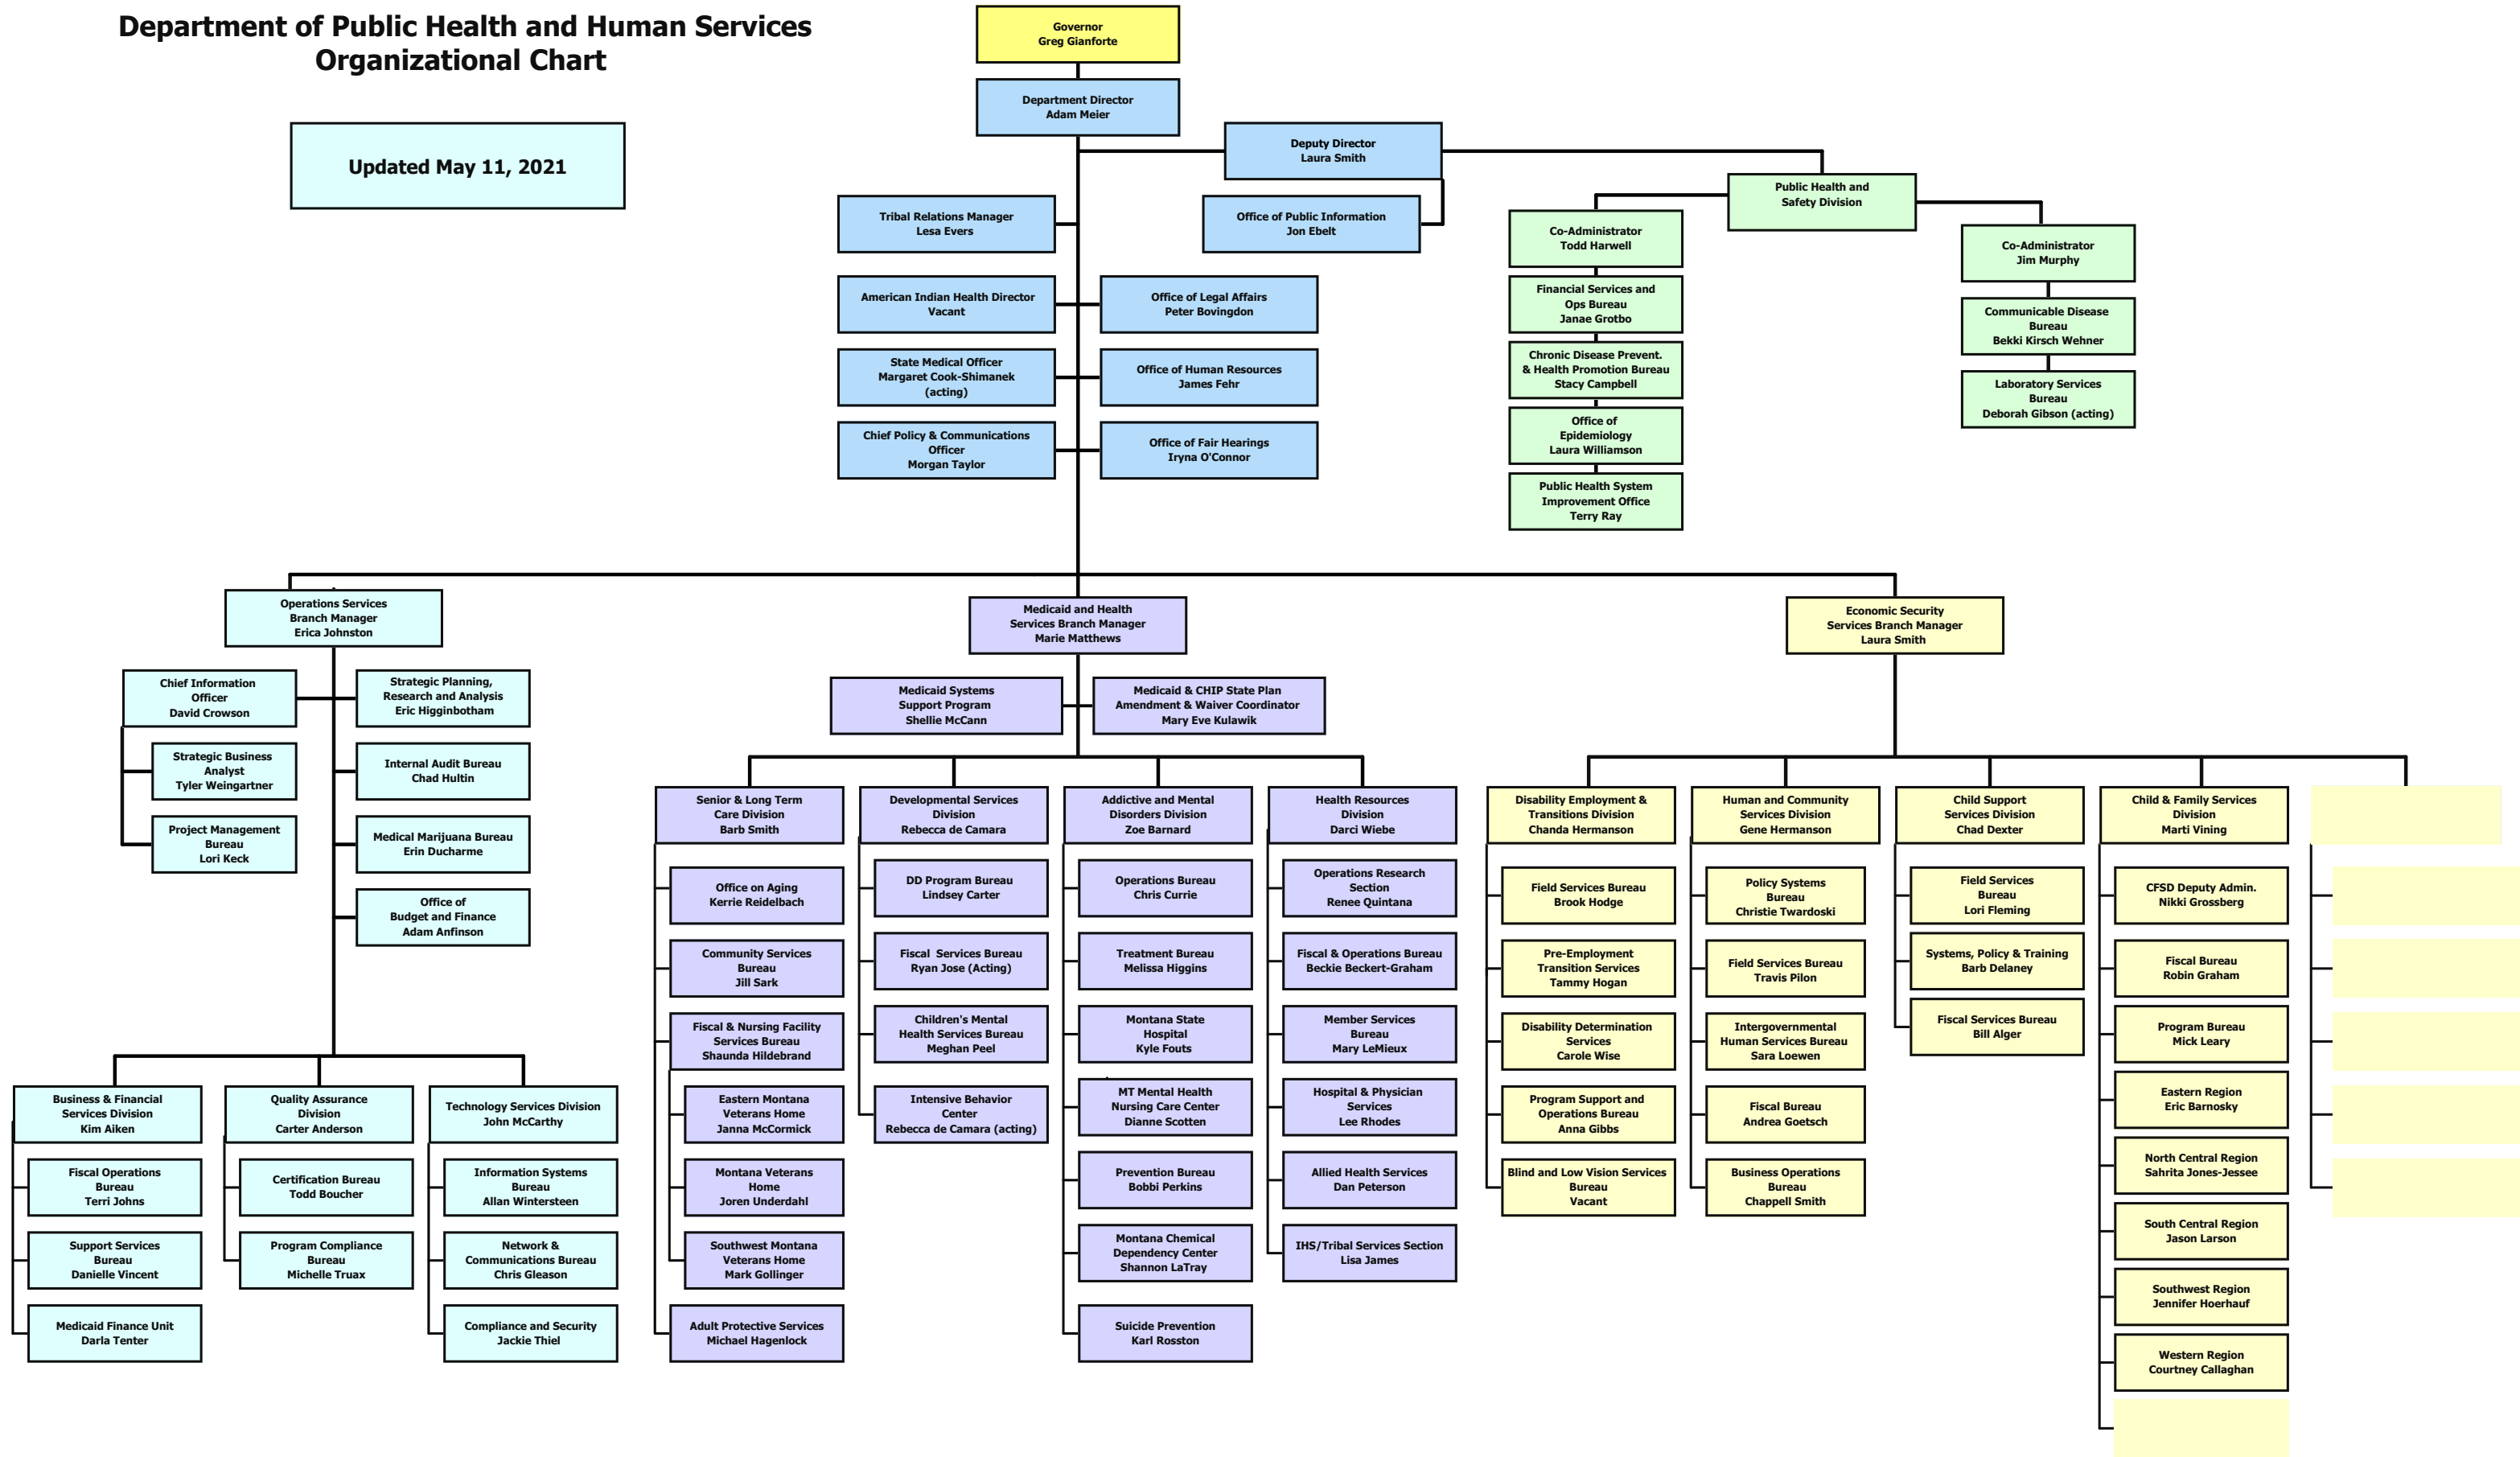 Department of Public Health and Human Services
Organizational Chart
Updated May 11, 2021
Governor
Greg Gianforte
Department Director
Adam Meier
Deputy Director
Laura Smith
Tribal Relations Manager
Lesa Evers
Office of Public Information
Jon Ebelt
American Indian Health Director
Vacant
Office of Legal Affairs
Peter Bovingdon
State Medical Officer
Margaret Cook-Shimanek
(acting)
Office of Human Resources
James Fehr
Chief Policy & Communications
Officer
Morgan Taylor
Office of Fair Hearings
Iryna O'Connor
Public Health and
Safety Division
Co-Administrator
Todd Harwell
Financial Services and
Ops Bureau
Janae Grotbo
Chronic Disease Prevent.
& Health Promotion Bureau
Stacy Campbell
Office of
Epidemiology
Laura Williamson
Public Health System
Improvement Office
Terry Ray
Co-Administrator
Jim Murphy
Communicable Disease
Bureau
Bekki Kirsch Wehner
Laboratory Services
Bureau
Deborah Gibson (acting)
Operations Services
Branch Manager
Erica Johnston
Chief Information
Officer
David Crowson
Strategic Business
Analyst
Tyler Weingartner
Project Management
Bureau
Lori Keck
Strategic Planning,
Research and Analysis
Eric Higginbotham
Internal Audit Bureau
Chad Hultin
Medical Marijuana Bureau
Erin Ducharme
Office of
Budget and Finance
Adam Anfinson
Business & Financial
Services Division
Kim Aiken
Fiscal Operations
Bureau
Terri Johns
Support Services
Bureau
Danielle Vincent
Medicaid Finance Unit
Darla Tenter
Quality Assurance
Division
Carter Anderson
Certification Bureau
Todd Boucher
Program Compliance
Bureau
Michelle Truax
Technology Services Division
John McCarthy
Information Systems
Bureau
Allan Wintersteen
Network &
Communications Bureau
Chris Gleason
Compliance and Security
Jackie Thiel
Medicaid and Health
Services Branch Manager
Marie Matthews
Medicaid Systems
Support Program
Shellie McCann
Medicaid & CHIP State Plan
Amendment & Waiver Coordinator
Mary Eve Kulawik
Senior & Long Term
Care Division
Barb Smith
Office on Aging
Kerrie Reidelbach
Community Services
Bureau
Jill Sark
Fiscal & Nursing Facility
Services Bureau
Shaunda Hildebrand
Eastern Montana
Veterans Home
Janna McCormick
Montana Veterans
Home
Joren Underdahl
Southwest Montana
Veterans Home
Mark Gollinger
Adult Protective Services
Michael Hagenlock
Developmental Services
Division
Rebecca de Camara
DD Program Bureau
Lindsey Carter
Fiscal  Services Bureau
Ryan Jose (Acting)
Children's Mental
Health Services Bureau
Meghan Peel
Intensive Behavior
Center
Rebecca de Camara (acting)
Addictive and Mental
Disorders Division
Zoe Barnard
Operations Bureau
Chris Currie
Treatment Bureau
Melissa Higgins
Montana State
Hospital
Kyle Fouts
MT Mental Health
Nursing Care Center
Dianne Scotten
Prevention Bureau
Bobbi Perkins
Montana Chemical
Dependency Center
Shannon LaTray
Suicide Prevention
Karl Rosston
Health Resources
Division
Darci Wiebe
Operations Research
Section
Renee Quintana
Fiscal & Operations Bureau
Beckie Beckert-Graham
Member Services
Bureau
Mary LeMieux
Hospital & Physician
Services
Lee Rhodes
Allied Health Services
Dan Peterson
IHS/Tribal Services Section
Lisa James
Economic Security
Services Branch Manager
Laura Smith
Disability Employment &
Transitions Division
Chanda Hermanson
Field Services Bureau
Brook Hodge
Pre-Employment
Transition Services
Tammy Hogan
Disability Determination
Services
Carole Wise
Program Support and
Operations Bureau
Anna Gibbs
Blind and Low Vision Services
Bureau
Vacant
Human and Community
Services Division
Gene Hermanson
Policy Systems
Bureau
Christie Twardoski
Field Services Bureau
Travis Pilon
Intergovernmental
Human Services Bureau
Sara Loewen
Fiscal Bureau
Andrea Goetsch
Business Operations
Bureau
Chappell Smith
Child Support
Services Division
Chad Dexter
Field Services
Bureau
Lori Fleming
Systems, Policy & Training
Barb Delaney
Fiscal Services Bureau
Bill Alger
Child & Family Services
Division
Marti Vining
CFSD Deputy Admin.
Nikki Grossberg
Fiscal Bureau
Robin Graham
Program Bureau
Mick Leary
Eastern Region
Eric Barnosky
North Central Region
Sahrita Jones-Jessee
South Central Region
Jason Larson
Southwest Region
Jennifer Hoerhauf
Western Region
Courtney Callaghan